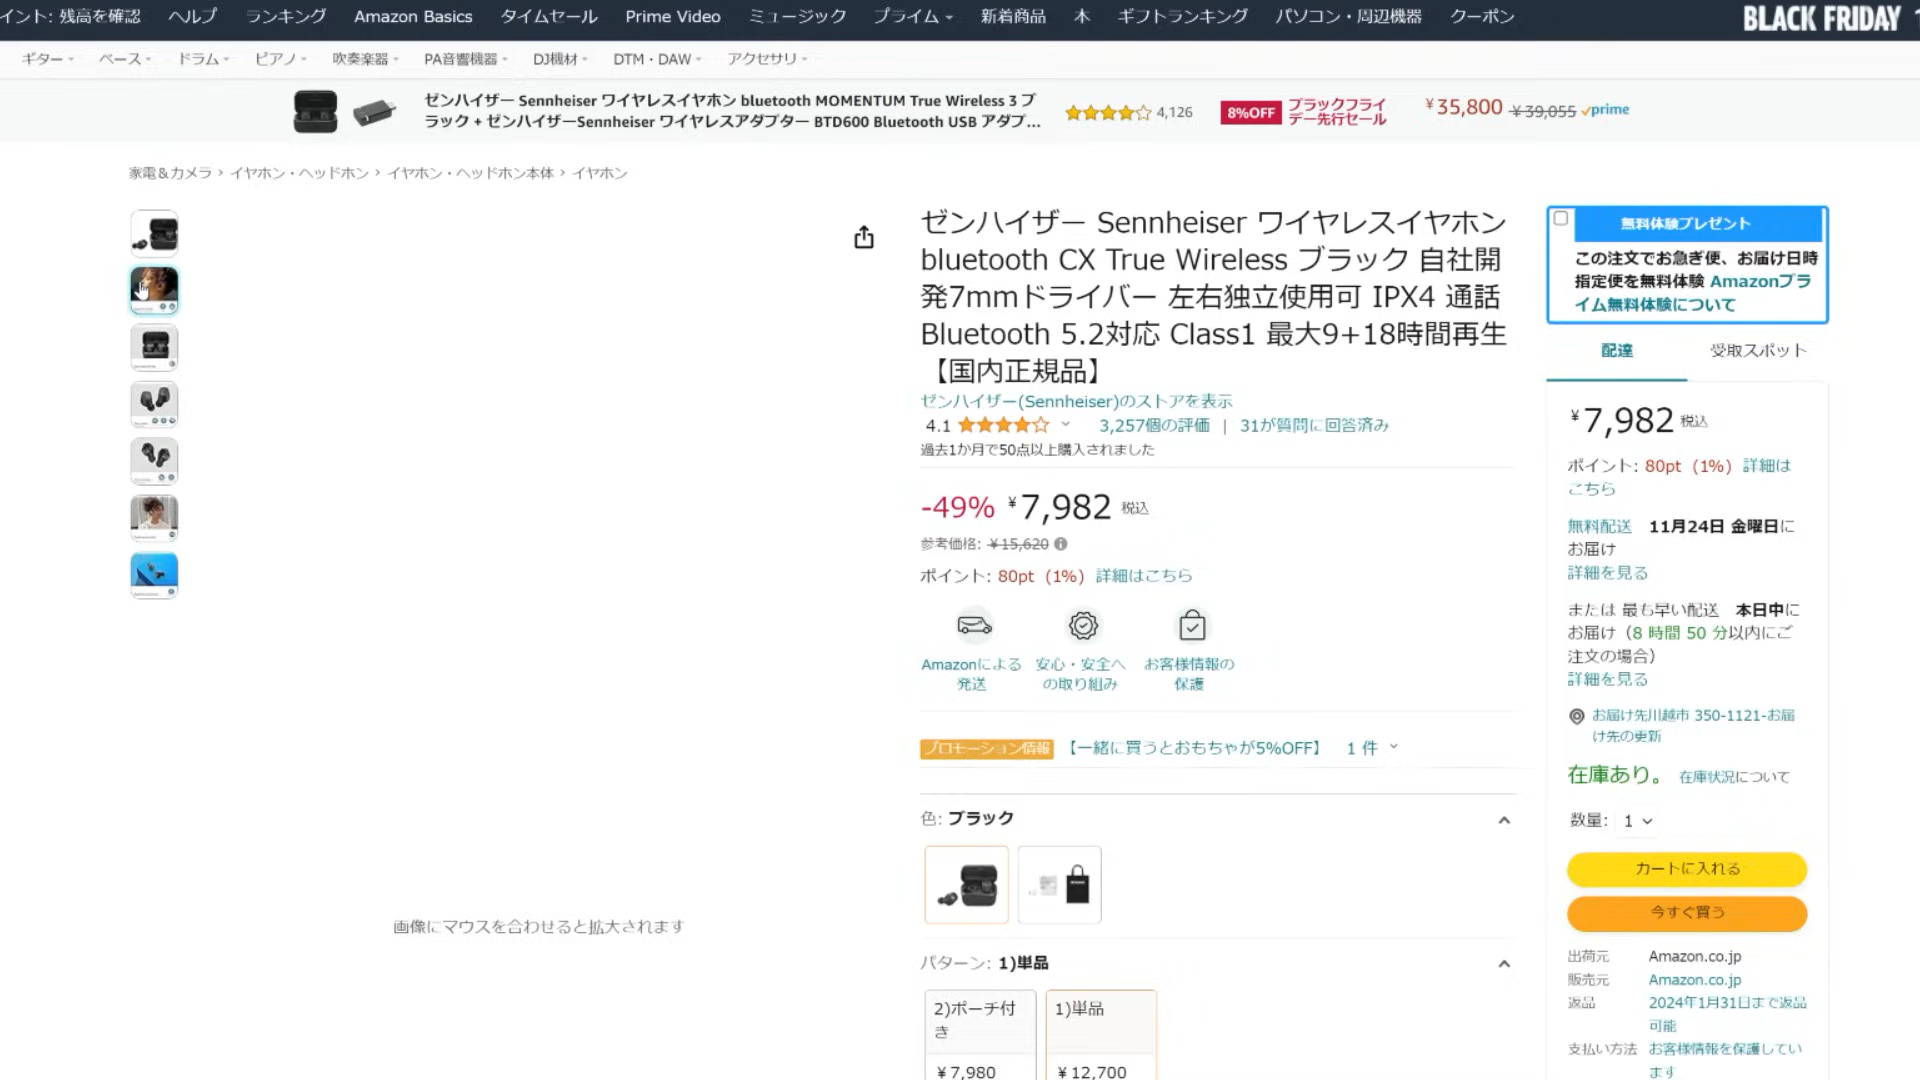 イント: 残高を確認 ヘルプ ランキング Amazon Basics タイムセール Prime Video ミュージック プライム 新着商品 木 ギフトランキング パソコン・周辺機器 クーポン BLACK FRIDAY
ギター ベース ドラム ピアノ 吹奏楽器 PA音響機器 DJ機材 DTM・DAW アクセサリ
ゼンハイザー Sennheiser ワイヤレスイヤホン bluetooth MOMENTUM True Wireless 3 ブ
ラック + ゼンハイザーSennheiser ワイヤレスアダプター BTD600 Bluetooth USB アダプ...
4,126
8%OFF
ブラックフライ
デー先行セール
¥35,800 ¥39,055 prime
家電&カメラ › イヤホン・ヘッドホン › イヤホン・ヘッドホン本体 › イヤホン
画像にマウスを合わせると拡大されます
ゼンハイザー Sennheiser ワイヤレスイヤホン
bluetooth CX True Wireless ブラック 自社開
発7mmドライバー 左右独立使用可 IPX4 通話
Bluetooth 5.2対応 Class1 最大9+18時間再生
【国内正規品】
ゼンハイザー(Sennheiser)のストアを表示
4.1 3,257個の評価 | 31が質問に回答済み
過去1か月で50点以上購入されました
-49% ¥7,982 税込
参考価格: ¥15,620
ポイント: 80pt (1%) 詳細はこちら
Amazonによる
発送
安心・安全へ
の取り組み
お客様情報の
保護
プロモーション情報 【一緒に買うとおもちゃが5%OFF】 1 件
色: ブラック
パターン: 1)単品
2)ポーチ付
き
¥7,980
1)単品
¥12,700
無料体験プレゼント
この注文でお急ぎ便、お届け日時
指定便を無料体験 Amazonプラ
イム無料体験について
配達 受取スポット
¥7,982 税込
ポイント: 80pt (1%) 詳細は
こちら
無料配送 11月24日 金曜日に
お届け
詳細を見る
または 最も早い配送 本日中に
お届け（8 時間 50 分以内にご
注文の場合）
詳細を見る
お届け先川越市 350-1121-お届
け先の更新
在庫あり。 在庫状況について
数量: 1
カートに入れる
今すぐ買う
出荷元 Amazon.co.jp
販売元 Amazon.co.jp
返品 2024年1月31日まで返品
可能
支払い方法 お客様情報を保護してい
ます